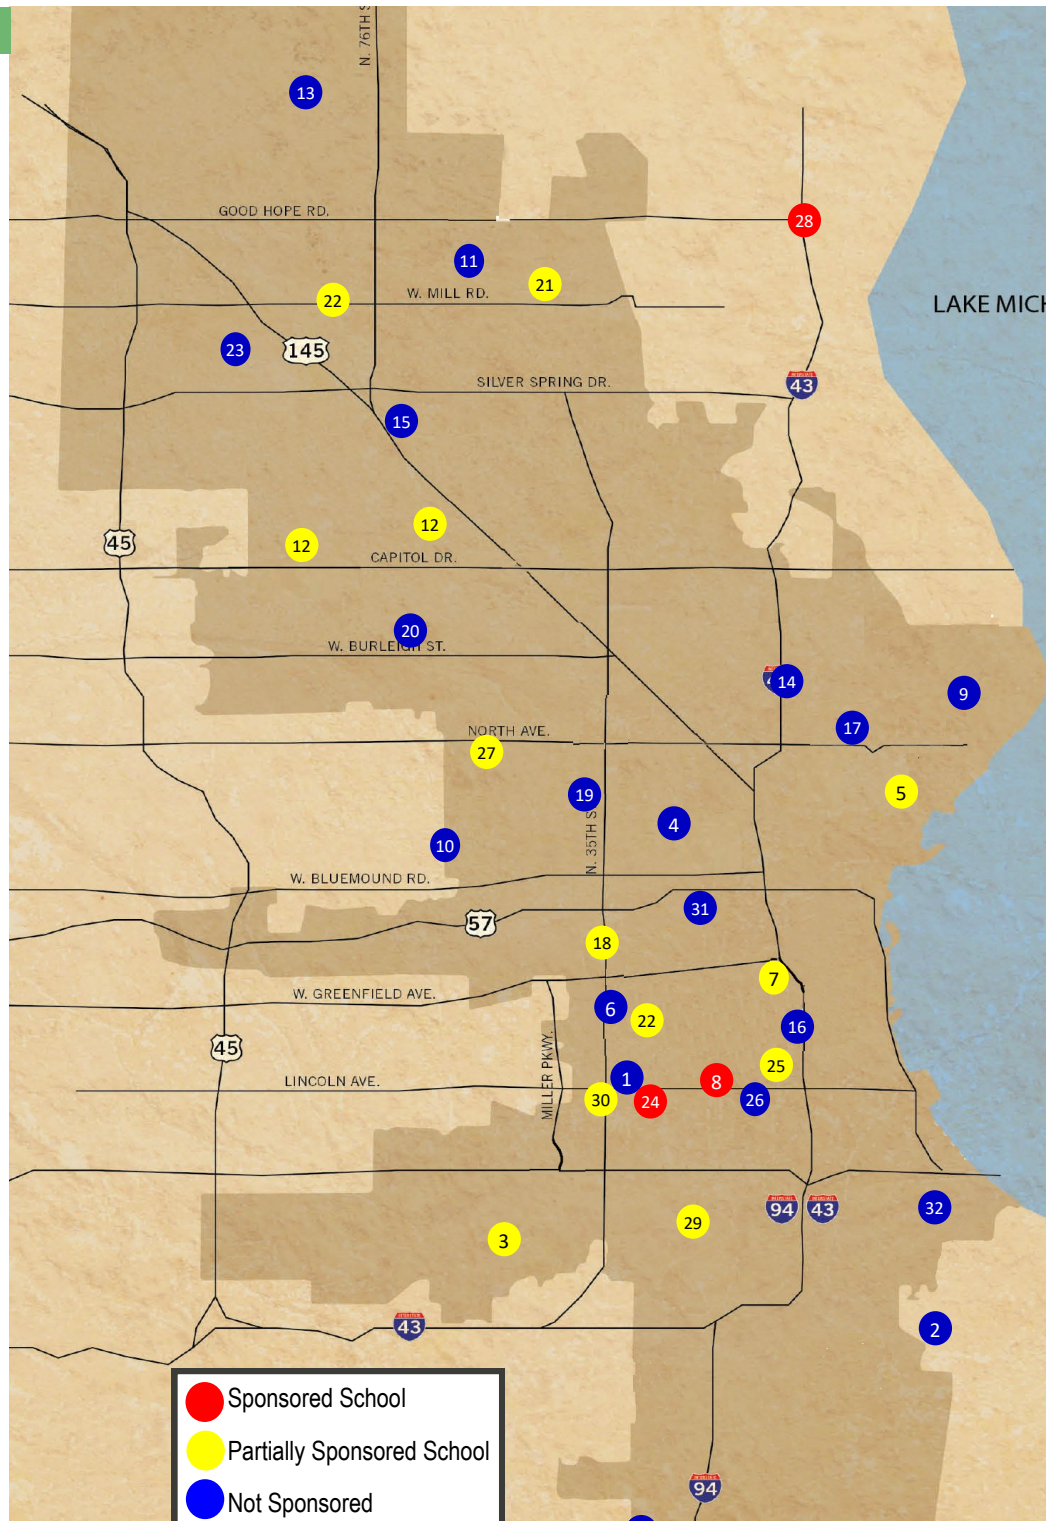 N. 76TH S
13
GOOD HOPE RD.
28
11
21
22
W. MILL RD.
LAKE MICH
23
145
SILVER SPRING DR.
43
15
12
12
45
CAPITOL DR.
20
W. BURLEIGH ST.
14
9
17
NORTH AVE.
27
5
19
4
N. 35TH S
10
W. BLUEMOUND RD.
31
57
18
7
W. GREENFIELD AVE.
6
22
16
MILLER PKWY.
45
25
LINCOLN AVE.
1
8
30
24
26
94
43
32
29
3
43
2
Sponsored School
Partially Sponsored School
94
Not Sponsored